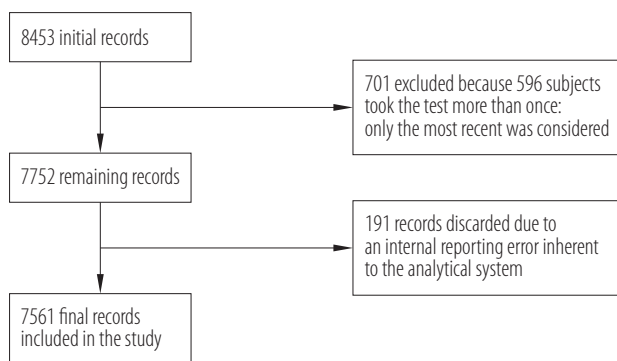 8453 initial records
701 excluded because 596 subjects
took the test more than once:
only the most recent was considered
7752 remaining records
191 records discarded due to
an internal reporting error inherent
to the analytical system
7561 final records
included in the study